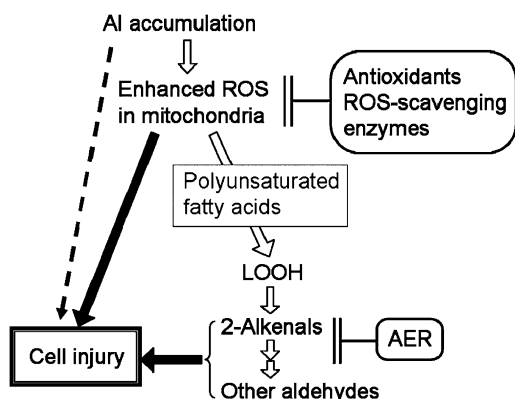 Al accumulation
Enhanced ROS
in mitochondria
Antioxidants
ROS-scavenging
enzymes
Polyunsaturated
fatty acids
LOOH
2-Alkenals
AER
Cell injury
Other aldehydes